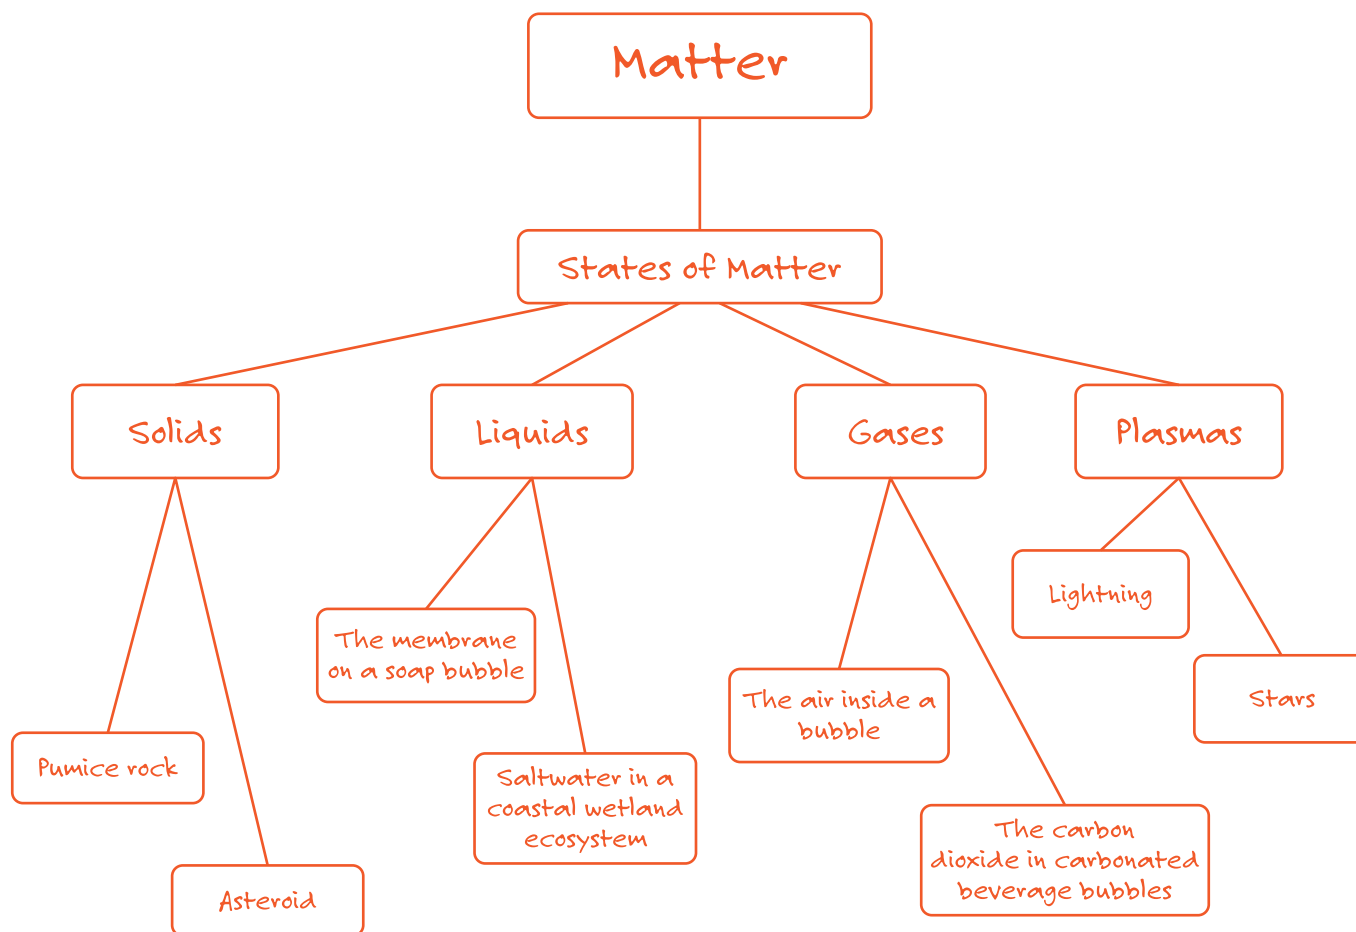 Matter
States of Matter
Solids
Liquids
Gases
Plasmas
Lightning
The membrane
on a soap bubble
The air inside a
bubble
Stars
Pumice rock
Saltwater in a
coastal wetland
ecosystem
The carbon
dioxide in carbonated
beverage bubbles
Asteroid